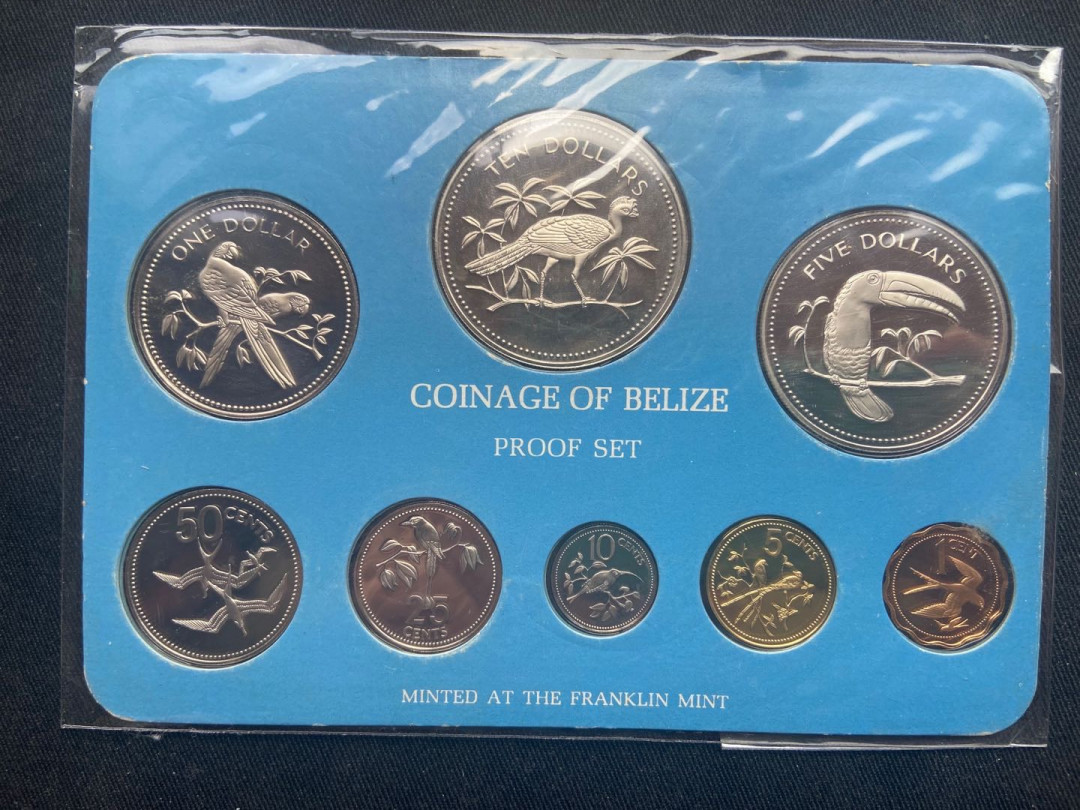 TEN DOLLARS
ONE DOLLAR
FIVE DOLLARS
COINAGE OF BELIZE
PROOF SET
50 CENTS
25
CENTS
10 CENTS
5 CENTS
1 CENT
MINTED AT THE FRANKLIN MINT